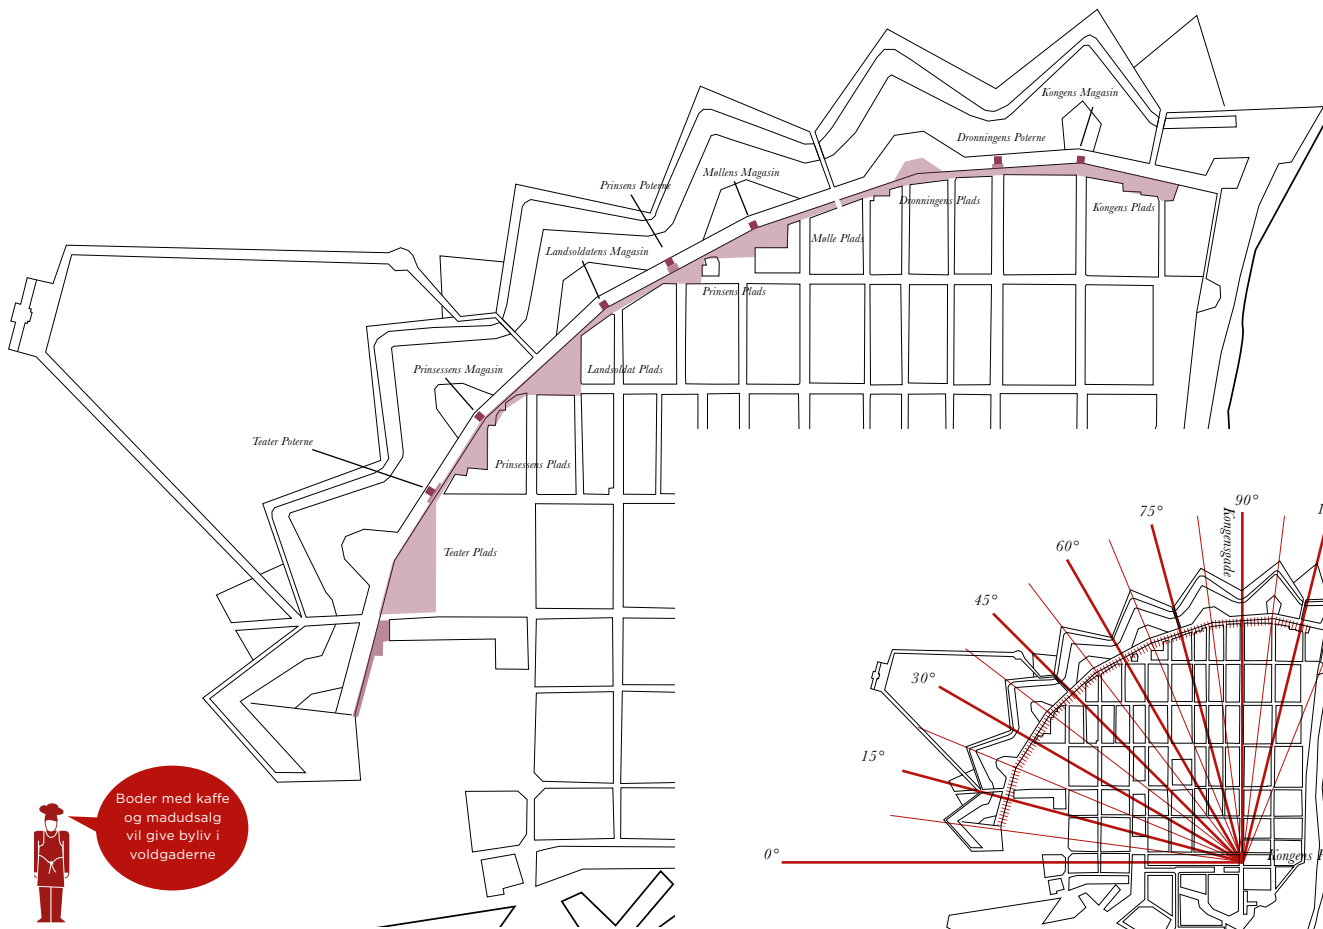 Kongens Magasin
Dronningens Poterne
Møllens Magasin
Prinsens Poterne
Dronningens Plads
Kongens Plads
Mølle Plads
Landsoldatens Magasin
Prinsens Plads
Landsoldat Plads
Prinsessens Magasin
Teater Poterne
Prinsessens Plads
Teater Plads
90°
75°
Kongensgade
60°
45°
30°
15°
0°
Kongens
Boder med kaffe
og madudsalg
vil give byliv i
voldgaderne